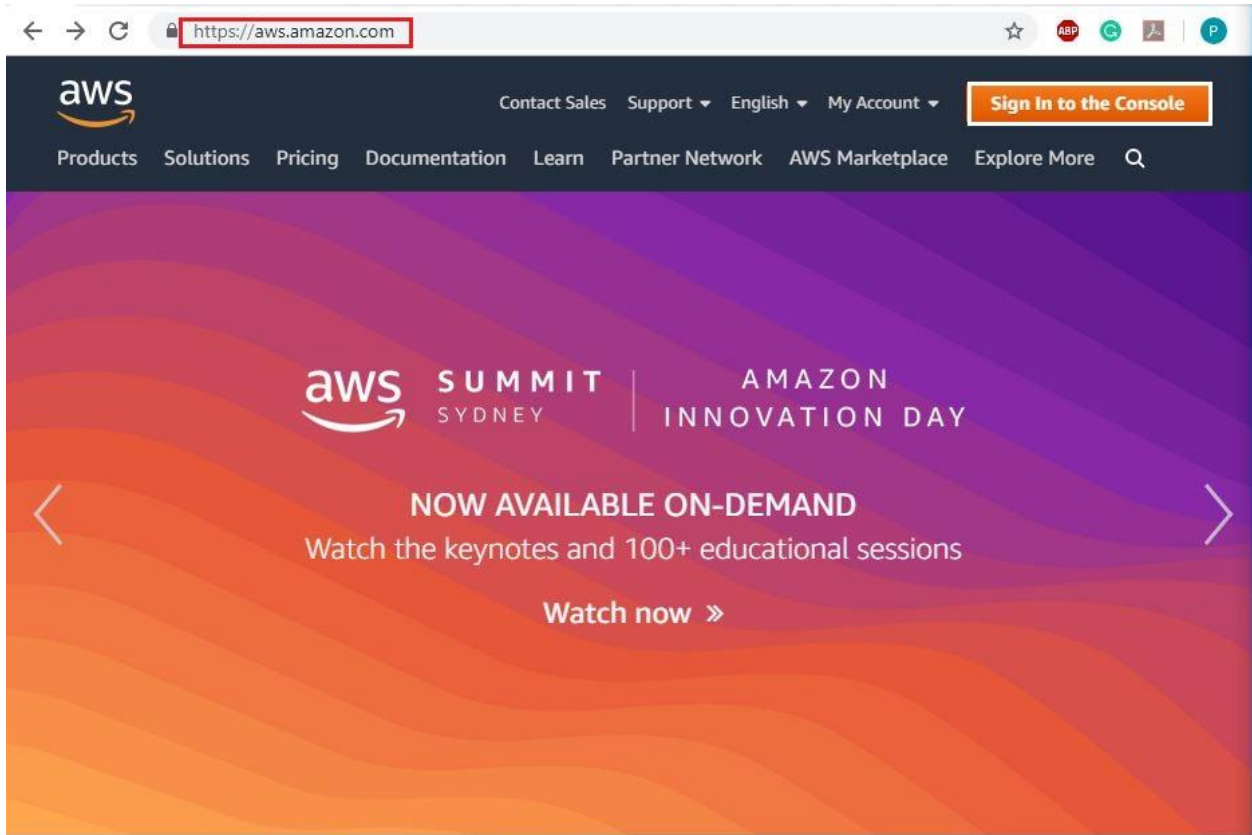 https://aws.amazon.com
ABP
G
P
aws
Contact Sales Support English My Account Sign In to the Console
Products Solutions Pricing Documentation Learn Partner Network AWS Marketplace Explore More
aws SUMMIT SYDNEY
AMAZON INNOVATION DAY
NOW AVAILABLE ON-DEMAND
Watch the keynotes and 100+ educational sessions
Watch now »